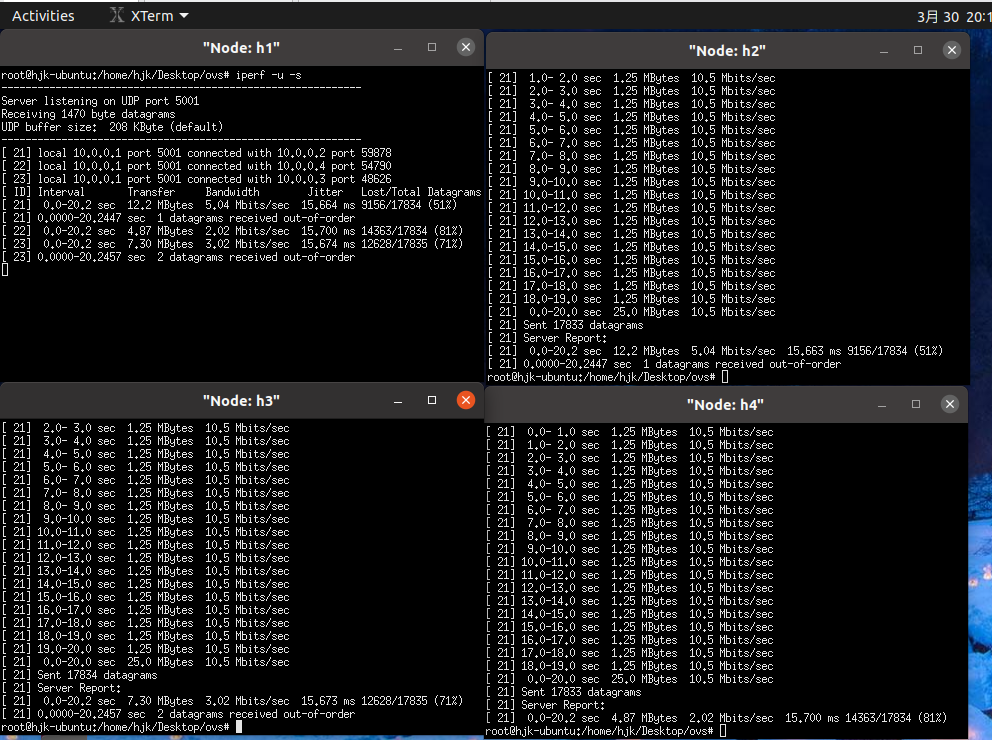 Activities XTerm 3月 30 20:1
"Node: h1"
root@hjk-ubuntu:/home/hjk/Desktop/ovs# iperf -u -s
------------------------------------------------------------
Server listening on UDP port 5001
Receiving 1470 byte datagrams
UDP buffer size:  208 KByte (default)
------------------------------------------------------------
[ 21] local 10.0.0.1 port 5001 connected with 10.0.0.2 port 59878
[ 22] local 10.0.0.1 port 5001 connected with 10.0.0.4 port 54790
[ 23] local 10.0.0.1 port 5001 connected with 10.0.0.3 port 48626
[ ID] Interval       Transfer     Bandwidth        Jitter   Lost/Total Datagrams
[ 21]  0.0-20.2 sec  12.2 MBytes  5.04 Mbits/sec  15.664 ms 9156/17834 (51%)
[ 21] 0.0000-20.2447 sec  1 datagrams received out-of-order
[ 22]  0.0-20.2 sec  4.87 MBytes  2.02 Mbits/sec  15.700 ms 14363/17834 (81%)
[ 23]  0.0-20.2 sec  7.30 MBytes  3.02 Mbits/sec  15.674 ms 12628/17835 (71%)
[ 23] 0.0000-20.2457 sec  2 datagrams received out-of-order
"Node: h2"
[ 21]  1.0- 2.0 sec  1.25 MBytes  10.5 Mbits/sec
[ 21]  2.0- 3.0 sec  1.25 MBytes  10.5 Mbits/sec
[ 21]  3.0- 4.0 sec  1.25 MBytes  10.5 Mbits/sec
[ 21]  4.0- 5.0 sec  1.25 MBytes  10.5 Mbits/sec
[ 21]  5.0- 6.0 sec  1.25 MBytes  10.5 Mbits/sec
[ 21]  6.0- 7.0 sec  1.25 MBytes  10.5 Mbits/sec
[ 21]  7.0- 8.0 sec  1.25 MBytes  10.5 Mbits/sec
[ 21]  8.0- 9.0 sec  1.25 MBytes  10.5 Mbits/sec
[ 21]  9.0-10.0 sec  1.25 MBytes  10.5 Mbits/sec
[ 21] 10.0-11.0 sec  1.25 MBytes  10.5 Mbits/sec
[ 21] 11.0-12.0 sec  1.25 MBytes  10.5 Mbits/sec
[ 21] 12.0-13.0 sec  1.25 MBytes  10.5 Mbits/sec
[ 21] 13.0-14.0 sec  1.25 MBytes  10.5 Mbits/sec
[ 21] 14.0-15.0 sec  1.25 MBytes  10.5 Mbits/sec
[ 21] 15.0-16.0 sec  1.25 MBytes  10.5 Mbits/sec
[ 21] 16.0-17.0 sec  1.25 MBytes  10.5 Mbits/sec
[ 21] 17.0-18.0 sec  1.25 MBytes  10.5 Mbits/sec
[ 21] 18.0-19.0 sec  1.25 MBytes  10.5 Mbits/sec
[ 21]  0.0-20.0 sec  25.0 MBytes  10.5 Mbits/sec
[ 21] Sent 17833 datagrams
[ 21] Server Report:
[ 21]  0.0-20.2 sec  12.2 MBytes  5.04 Mbits/sec  15.663 ms 9156/17834 (51%)
[ 21] 0.0000-20.2447 sec  1 datagrams received out-of-order
root@hjk-ubuntu:/home/hjk/Desktop/ovs#
"Node: h3"
[ 21]  2.0- 3.0 sec  1.25 MBytes  10.5 Mbits/sec
[ 21]  3.0- 4.0 sec  1.25 MBytes  10.5 Mbits/sec
[ 21]  4.0- 5.0 sec  1.25 MBytes  10.5 Mbits/sec
[ 21]  5.0- 6.0 sec  1.25 MBytes  10.5 Mbits/sec
[ 21]  6.0- 7.0 sec  1.25 MBytes  10.5 Mbits/sec
[ 21]  7.0- 8.0 sec  1.25 MBytes  10.5 Mbits/sec
[ 21]  8.0- 9.0 sec  1.25 MBytes  10.5 Mbits/sec
[ 21]  9.0-10.0 sec  1.25 MBytes  10.5 Mbits/sec
[ 21] 10.0-11.0 sec  1.25 MBytes  10.5 Mbits/sec
[ 21] 11.0-12.0 sec  1.25 MBytes  10.5 Mbits/sec
[ 21] 12.0-13.0 sec  1.25 MBytes  10.5 Mbits/sec
[ 21] 13.0-14.0 sec  1.25 MBytes  10.5 Mbits/sec
[ 21] 14.0-15.0 sec  1.25 MBytes  10.5 Mbits/sec
[ 21] 15.0-16.0 sec  1.25 MBytes  10.5 Mbits/sec
[ 21] 16.0-17.0 sec  1.25 MBytes  10.5 Mbits/sec
[ 21] 17.0-18.0 sec  1.25 MBytes  10.5 Mbits/sec
[ 21] 18.0-19.0 sec  1.25 MBytes  10.5 Mbits/sec
[ 21] 19.0-20.0 sec  1.25 MBytes  10.5 Mbits/sec
[ 21]  0.0-20.0 sec  25.0 MBytes  10.5 Mbits/sec
[ 21] Sent 17834 datagrams
[ 21] Server Report:
[ 21]  0.0-20.2 sec  7.30 MBytes  3.02 Mbits/sec  15.673 ms 12628/17835 (71%)
[ 21] 0.0000-20.2457 sec  2 datagrams received out-of-order
root@hjk-ubuntu:/home/hjk/Desktop/ovs#
"Node: h4"
[ 21]  0.0- 1.0 sec  1.25 MBytes  10.5 Mbits/sec
[ 21]  1.0- 2.0 sec  1.25 MBytes  10.5 Mbits/sec
[ 21]  2.0- 3.0 sec  1.25 MBytes  10.5 Mbits/sec
[ 21]  3.0- 4.0 sec  1.25 MBytes  10.5 Mbits/sec
[ 21]  4.0- 5.0 sec  1.25 MBytes  10.5 Mbits/sec
[ 21]  5.0- 6.0 sec  1.25 MBytes  10.5 Mbits/sec
[ 21]  6.0- 7.0 sec  1.25 MBytes  10.5 Mbits/sec
[ 21]  7.0- 8.0 sec  1.25 MBytes  10.5 Mbits/sec
[ 21]  8.0- 9.0 sec  1.25 MBytes  10.5 Mbits/sec
[ 21]  9.0-10.0 sec  1.25 MBytes  10.5 Mbits/sec
[ 21] 10.0-11.0 sec  1.25 MBytes  10.5 Mbits/sec
[ 21] 11.0-12.0 sec  1.25 MBytes  10.5 Mbits/sec
[ 21] 12.0-13.0 sec  1.25 MBytes  10.5 Mbits/sec
[ 21] 13.0-14.0 sec  1.25 MBytes  10.5 Mbits/sec
[ 21] 14.0-15.0 sec  1.25 MBytes  10.5 Mbits/sec
[ 21] 15.0-16.0 sec  1.25 MBytes  10.5 Mbits/sec
[ 21] 16.0-17.0 sec  1.25 MBytes  10.5 Mbits/sec
[ 21] 17.0-18.0 sec  1.25 MBytes  10.5 Mbits/sec
[ 21] 18.0-19.0 sec  1.25 MBytes  10.5 Mbits/sec
[ 21]  0.0-20.0 sec  25.0 MBytes  10.5 Mbits/sec
[ 21] Sent 17833 datagrams
[ 21] Server Report:
[ 21]  0.0-20.2 sec  4.87 MBytes  2.02 Mbits/sec  15.700 ms 14363/17834 (81%)
root@hjk-ubuntu:/home/hjk/Desktop/ovs#